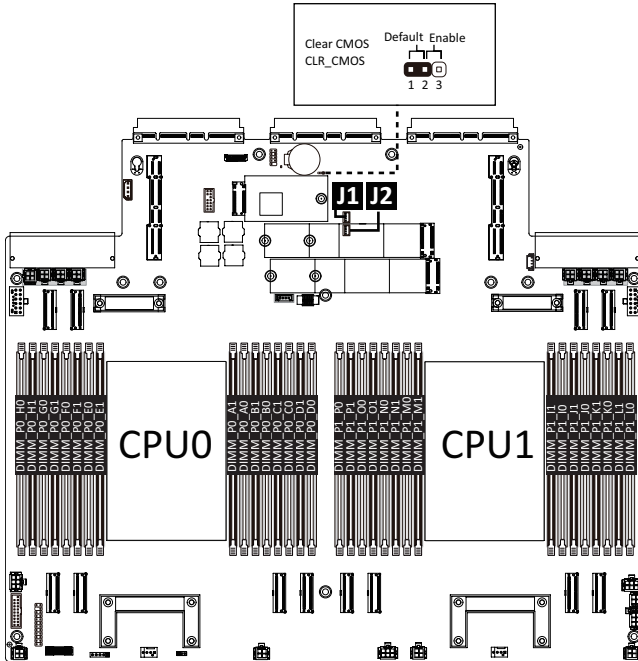 Clear CMOS
CLR_CMOS
Default Enable
1 2 3
J1 J2
DIMM_P0_H0
DIMM_P0_H1
DIMM_P0_G0
DIMM_P0_G1
DIMM_P0_F0
DIMM_P0_F1
DIMM_P0_E0
DIMM_P0_E1
CPU0
DIMM_P0_A1
DIMM_P0_A0
DIMM_P0_B1
DIMM_P0_B0
DIMM_P0_C1
DIMM_P0_C0
DIMM_P0_D1
DIMM_P0_D0
DIMM_P1_P0
DIMM_P1_P1
DIMM_P1_O0
DIMM_P1_O1
DIMM_P1_N0
DIMM_P1_N1
DIMM_P1_M0
DIMM_P1_M1
CPU1
DIMM_P1_I1
DIMM_P1_I0
DIMM_P1_J1
DIMM_P1_J0
DIMM_P1_K1
DIMM_P1_K0
DIMM_P1_L1
DIMM_P1_L0